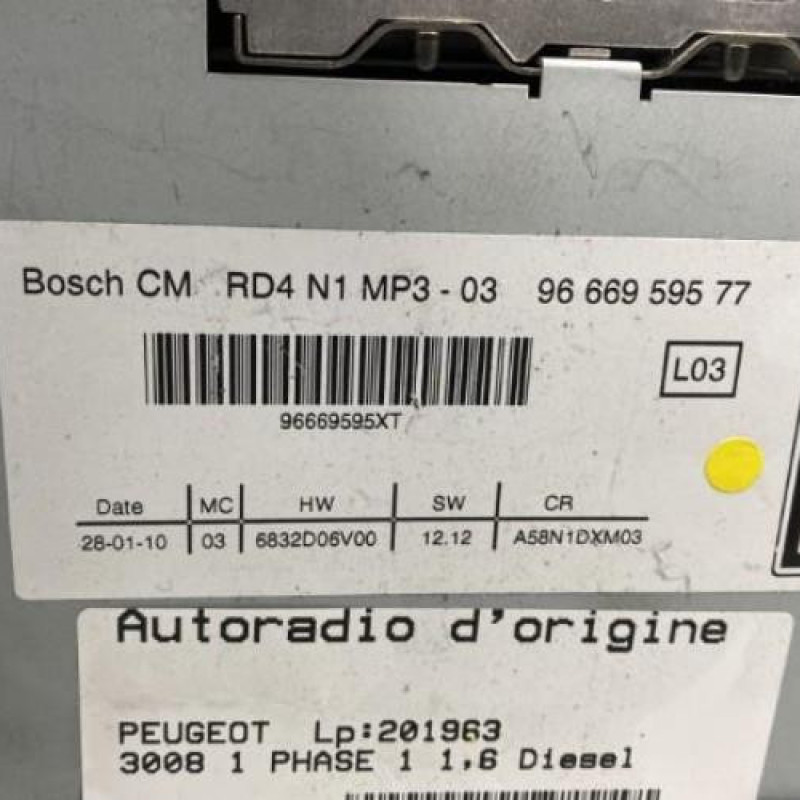 Bosch CM RD4 N1 MP3 - 03 96 669 595 77
L03
96669595XT
Date MC HW SW CR
28-01-10 03 6832D06V00 12.12 A58N1DXM03
Autoradio d'origine
PEUGEOT Lp:201963
3008 1 PHASE 1 1,6 Diesel